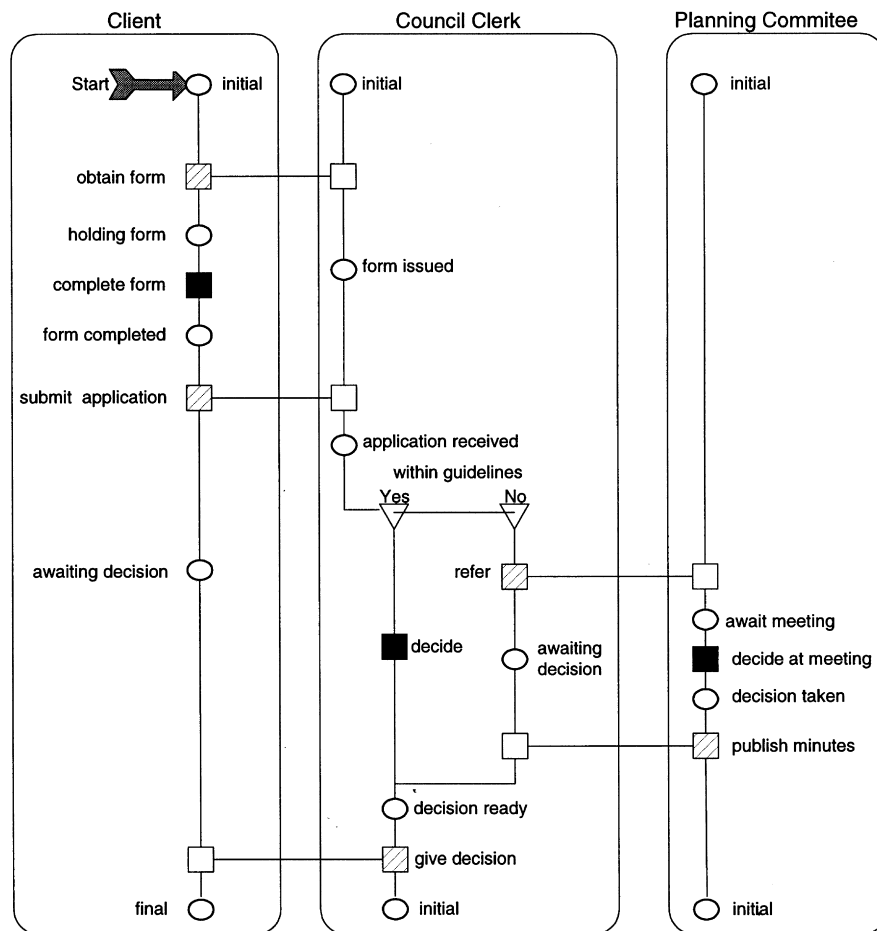 Client
Council Clerk
Planning Commitee
Start
initial
initial
initial
obtain form
holding form
form issued
complete form
form completed
submit application
application received
within guidelines
Yes
No
awaiting decision
refer
await meeting
decide
awaiting
decision
decide at meeting
decision taken
publish minutes
decision ready
give decision
final
initial
initial